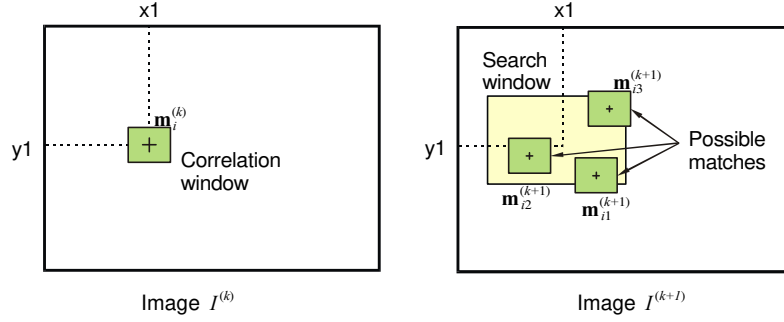 x1
m_i^(k)
y1
Correlation
window
Image I^(k)
x1
Search
window
m_i3^(k+1)
y1
Possible
matches
m_i2^(k+1)
m_i1^(k+1)
Image I^(k+1)